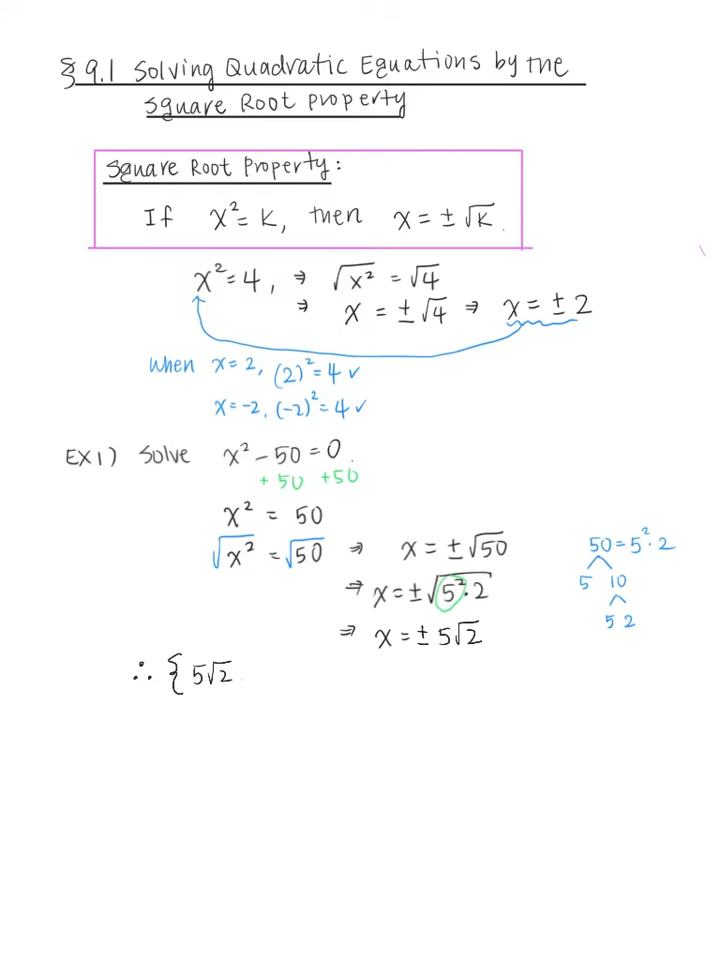 § 9.1 Solving Quadratic Equations by the
Square Root Property
Square Root Property:
If x² = k, then x = ±√k.
x² = 4, ⇒ √x² = √4
⇒ x = ±√4 ⇒ x = ±2
When x = 2, (2)² = 4 ✓
x = -2, (-2)² = 4 ✓
EX1) Solve x² - 50 = 0.
+50 +50
x² = 50
√x² = √50 ⇒ x = ±√50
50 = 5²·2
⇒ x = ±√5²·2
5 10
5 2
⇒ x = ±5√2
∴ { 5√2